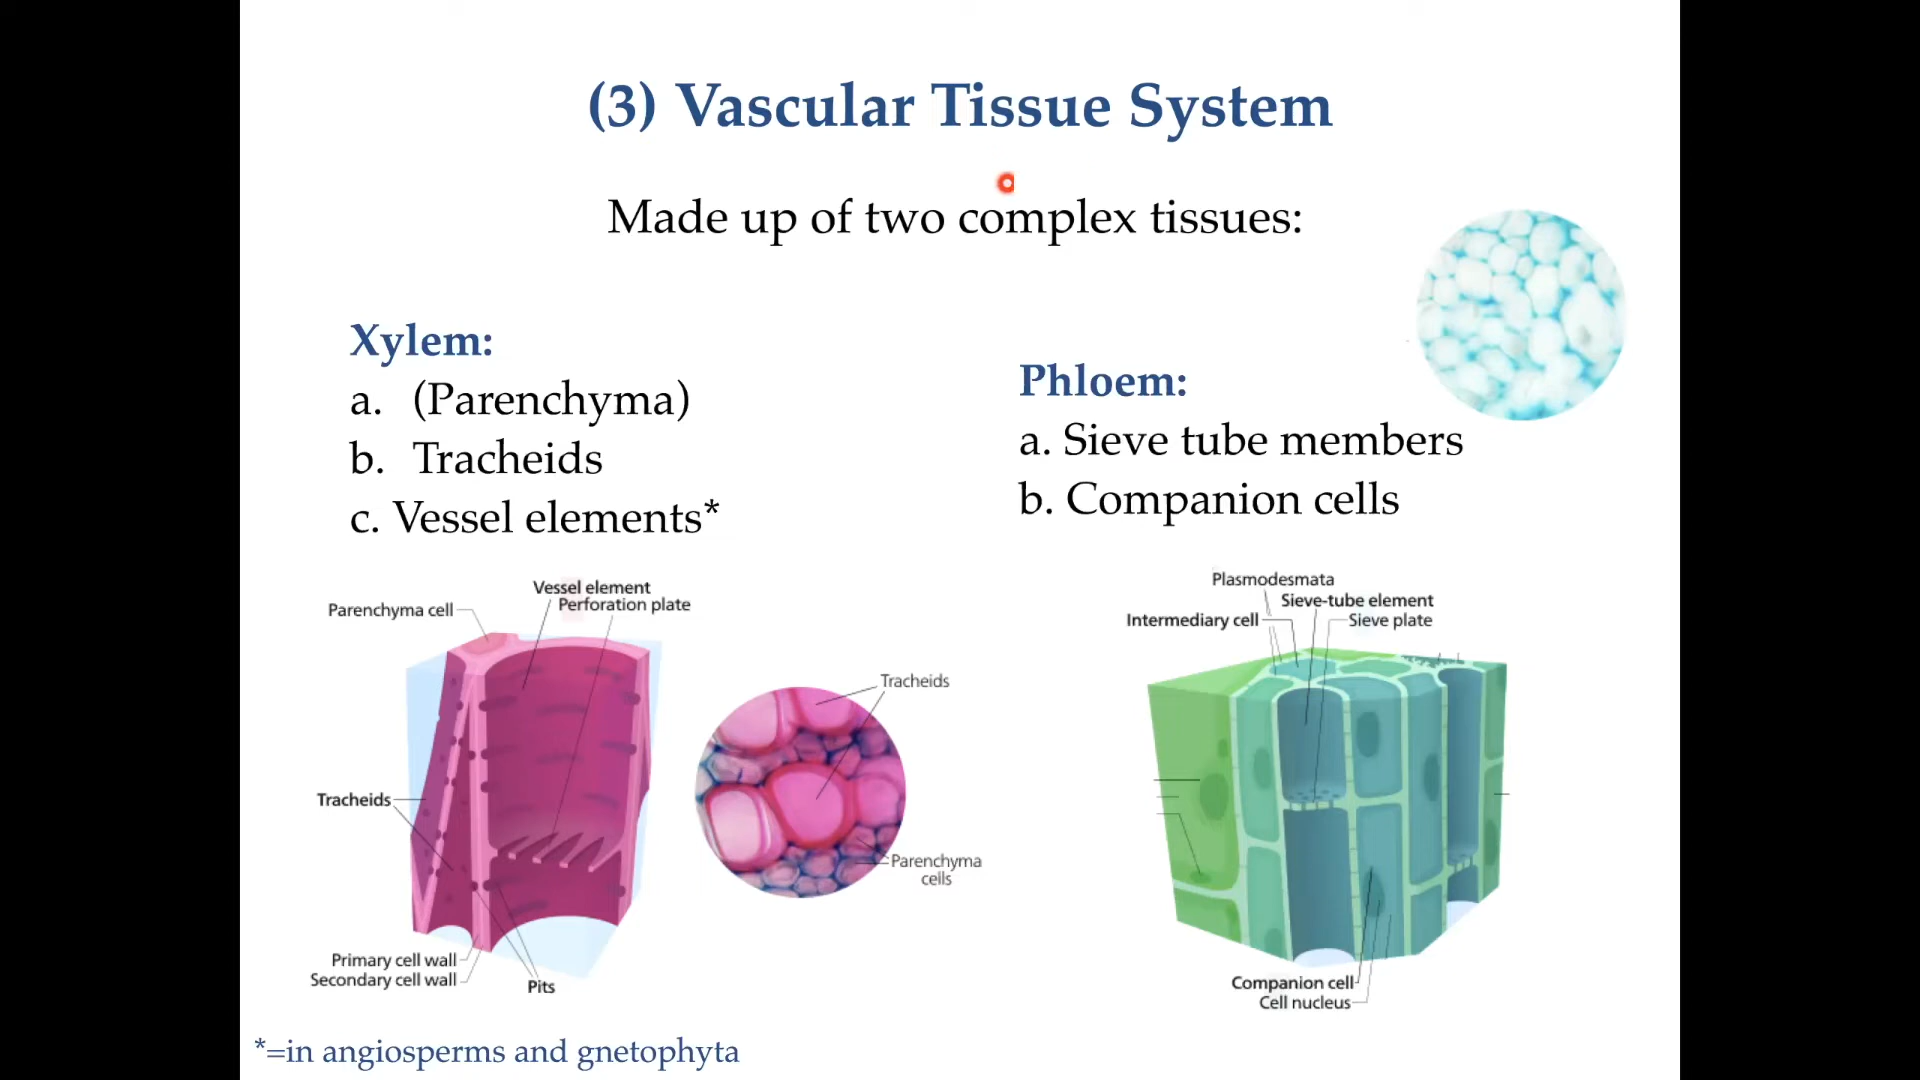 (3) Vascular Tissue System
Made up of two complex tissues:
Xylem:
a. (Parenchyma)
b. Tracheids
c. Vessel elements*
Phloem:
a. Sieve tube members
b. Companion cells
Vessel element
Perforation plate
Parenchyma cell
Tracheids
Primary cell wall
Secondary cell wall
Pits
Tracheids
Parenchyma
cells
Plasmodesmata
Sieve-tube element
Intermediary cell
Sieve plate
Companion cell
Cell nucleus
*=in angiosperms and gnetophyta